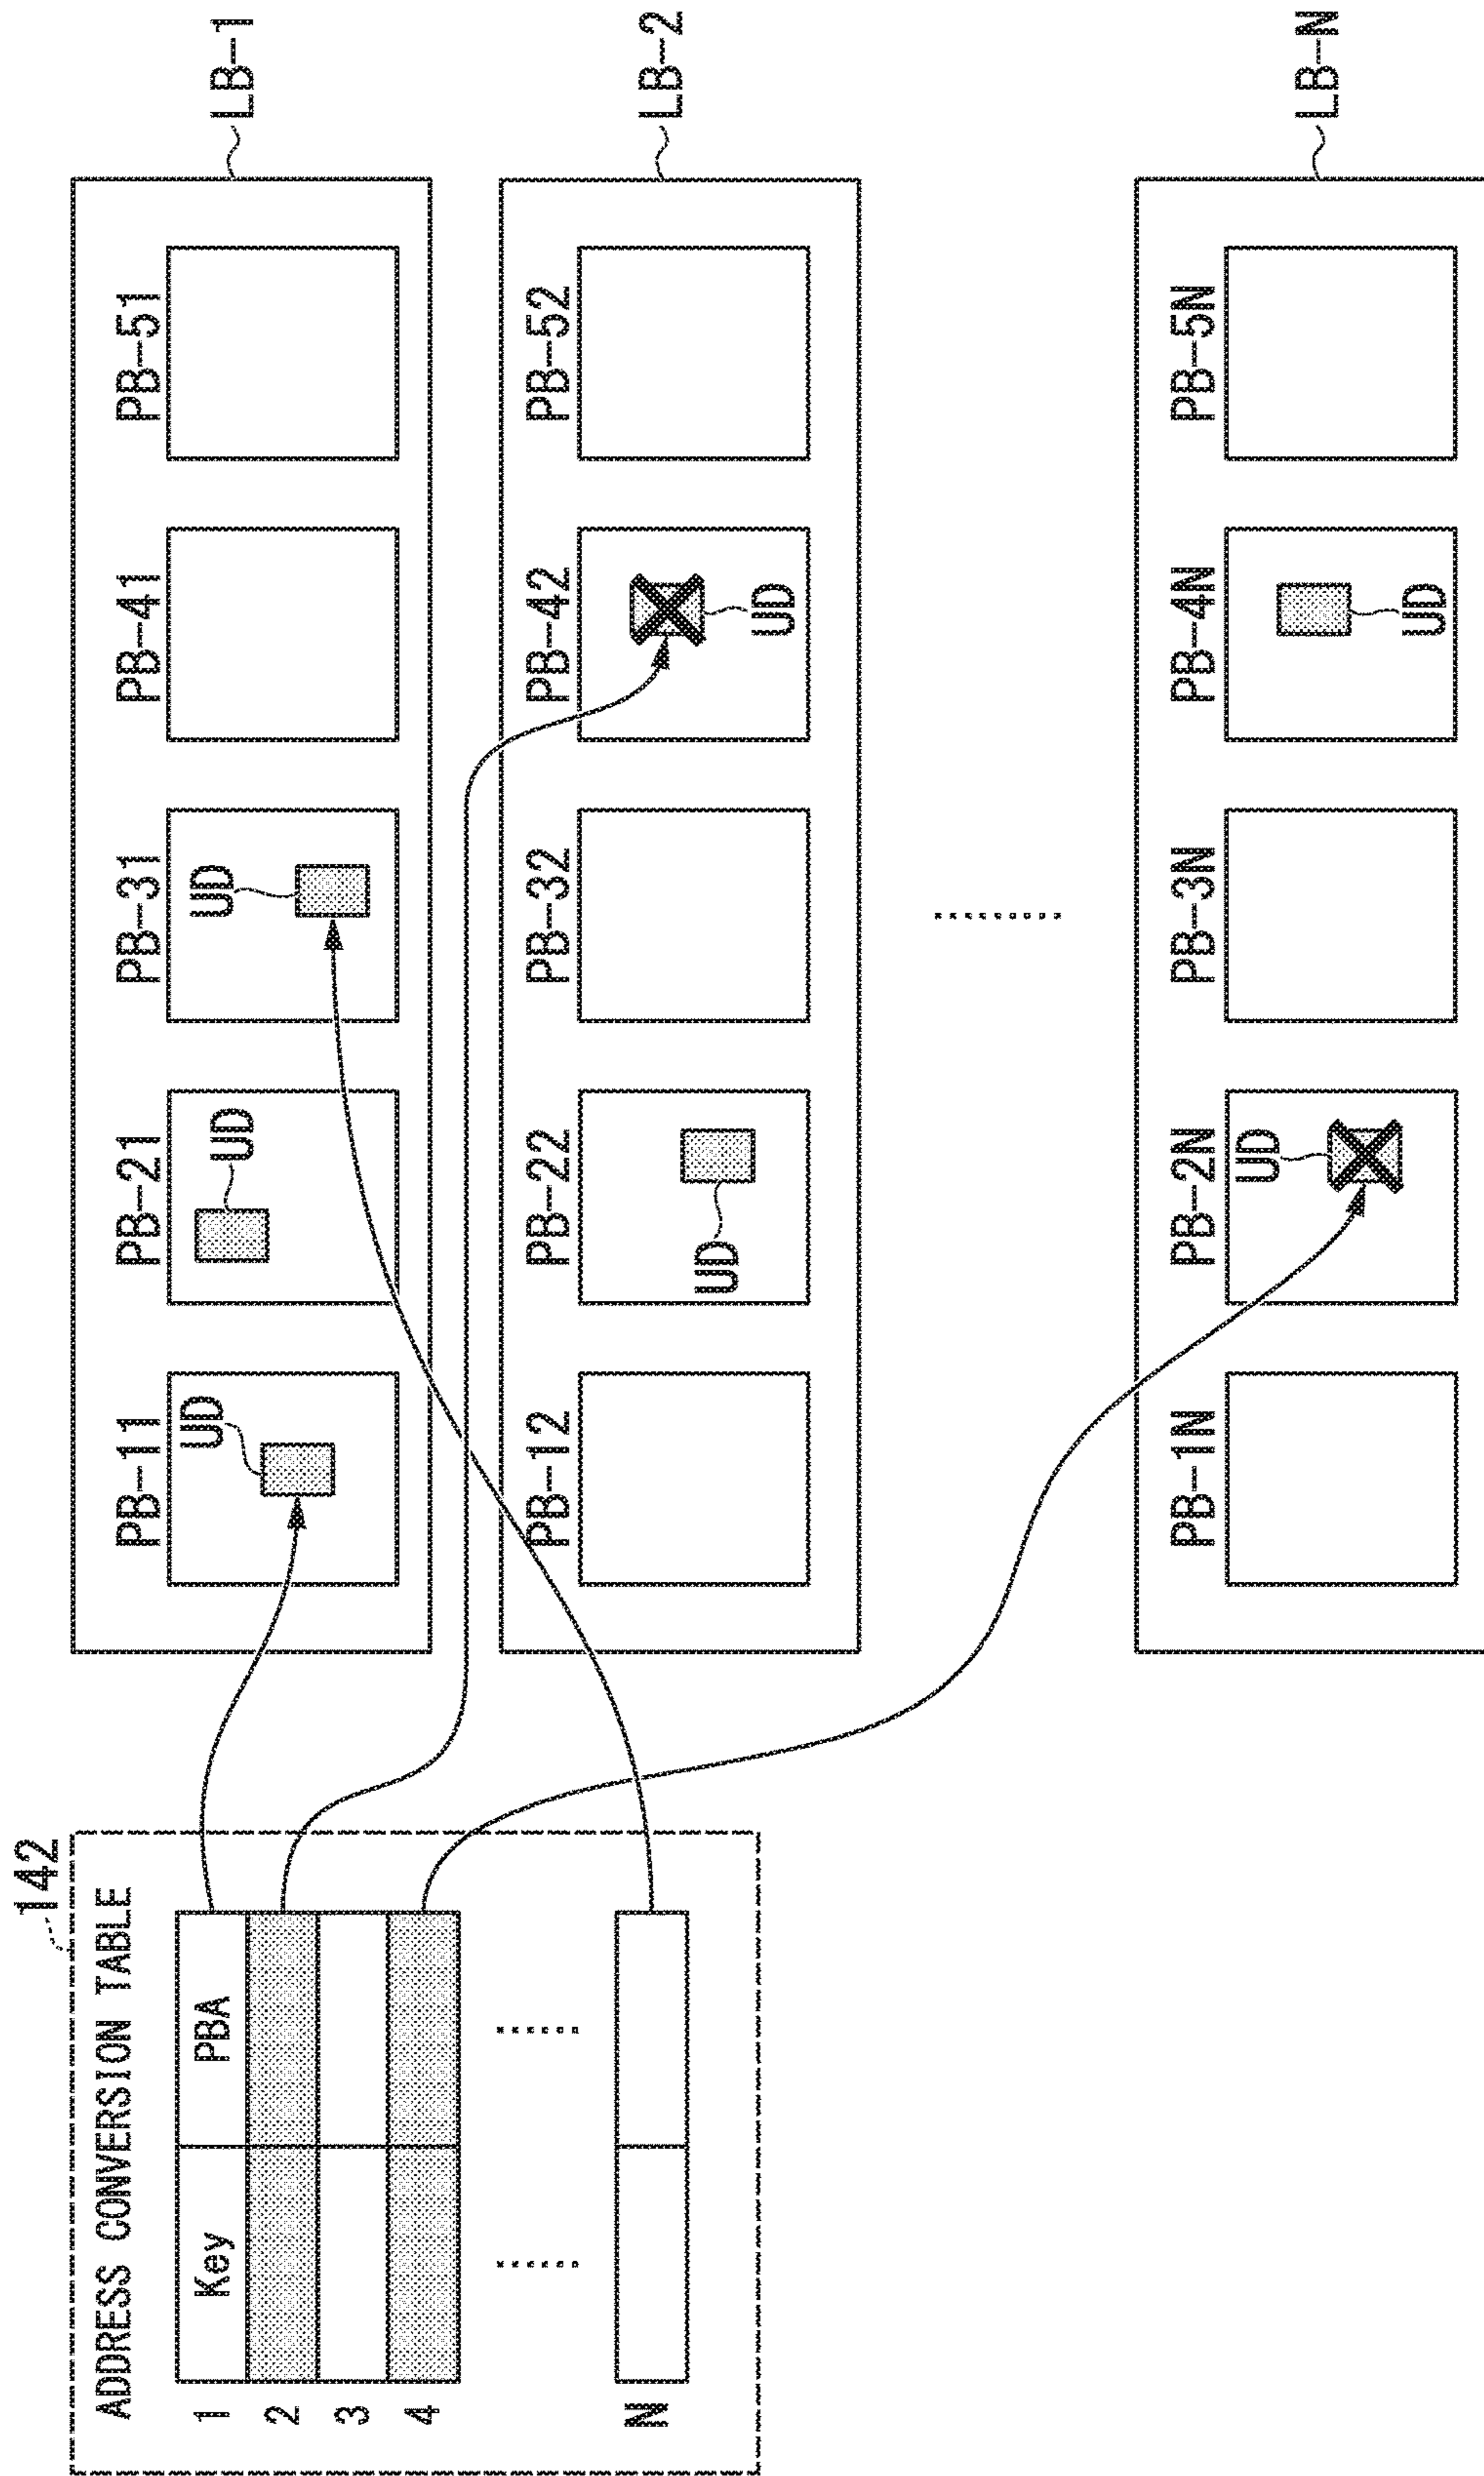 142
ADDRESS CONVERSION TABLE
Key PBA
1
2
3
4
N
LB-1
PB-11 PB-21 PB-31 PB-41 PB-51
UD UD UD
LB-2
PB-12 PB-22 PB-32 PB-42 PB-52
UD UD
LB-N
PB-1N PB-2N PB-3N PB-4N PB-5N
UD UD